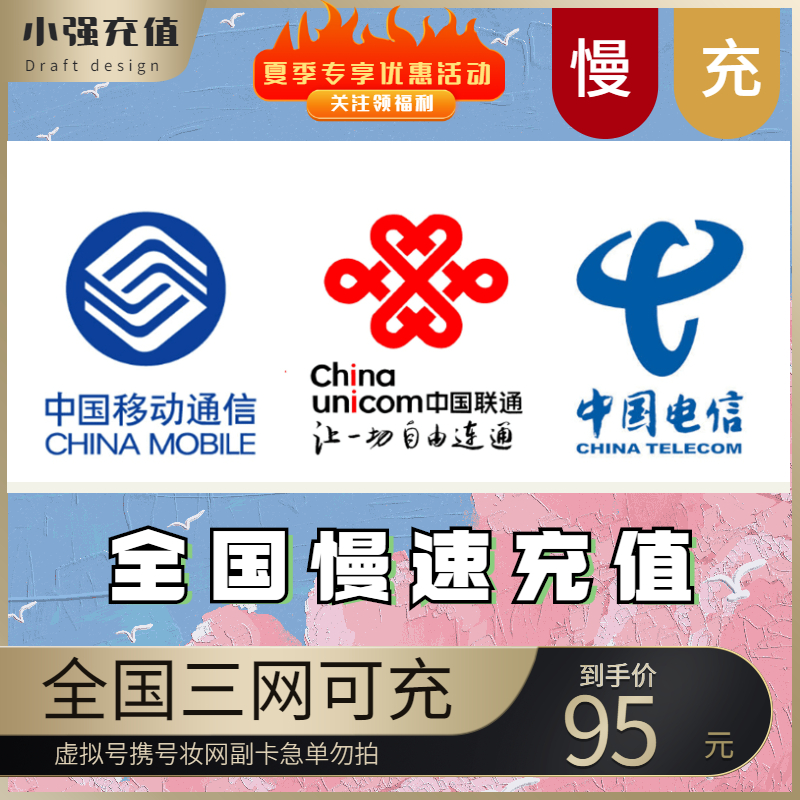 小强充值
Draft design
夏季专享优惠活动
关注领福利
慢 充
中国移动通信
CHINA MOBILE
China
unicom中国联通
让一切自由连通
中国电信
CHINA TELECOM
全国慢速充值
全国三网可充
虚拟号携号妆网副卡急单勿拍
到手价
95 元